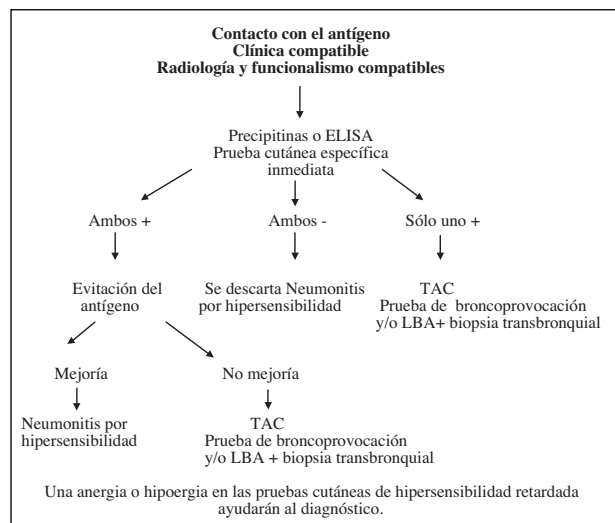 Contacto con el antígeno
Clínica compatible
Radiología y funcionalismo compatibles
Precipitinas o ELISA
Prueba cutánea específica
inmediata
Ambos +
Ambos -
Sólo uno +
Evitación del
antígeno
Se descarta Neumonitis
por hipersensibilidad
TAC
Prueba de broncoprovocación
y/o LBA+ biopsia transbronquial
Mejoría
No mejoría
Neumonitis por
hipersensibilidad
TAC
Prueba de broncoprovocación
y/o LBA + biopsia transbronquial
Una anergia o hipoergia en las pruebas cutáneas de hipersensibilidad retardada
ayudarán al diagnóstico.